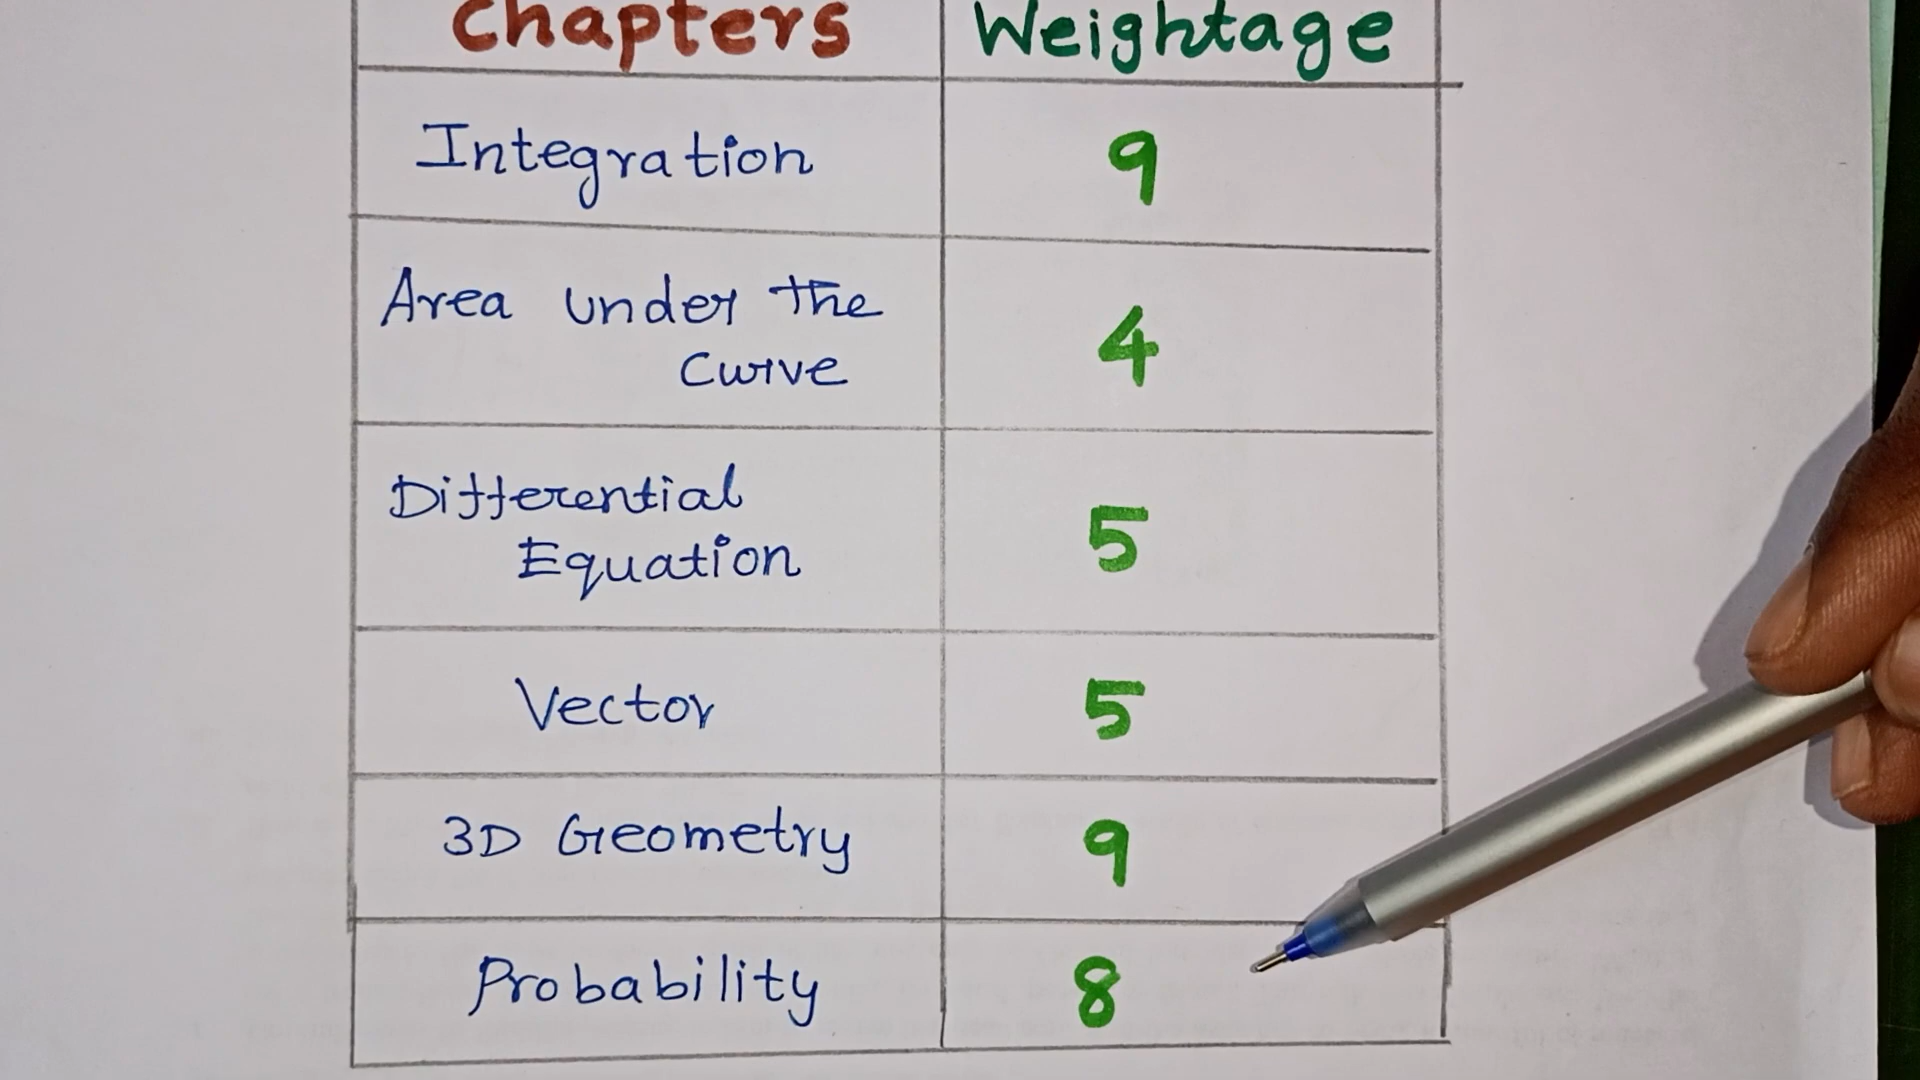 Chapters Weightage
Integration 9
Area under the
Curve 4
Differential
Equation 5
Vector 5
3D Geometry 9
Probability 8